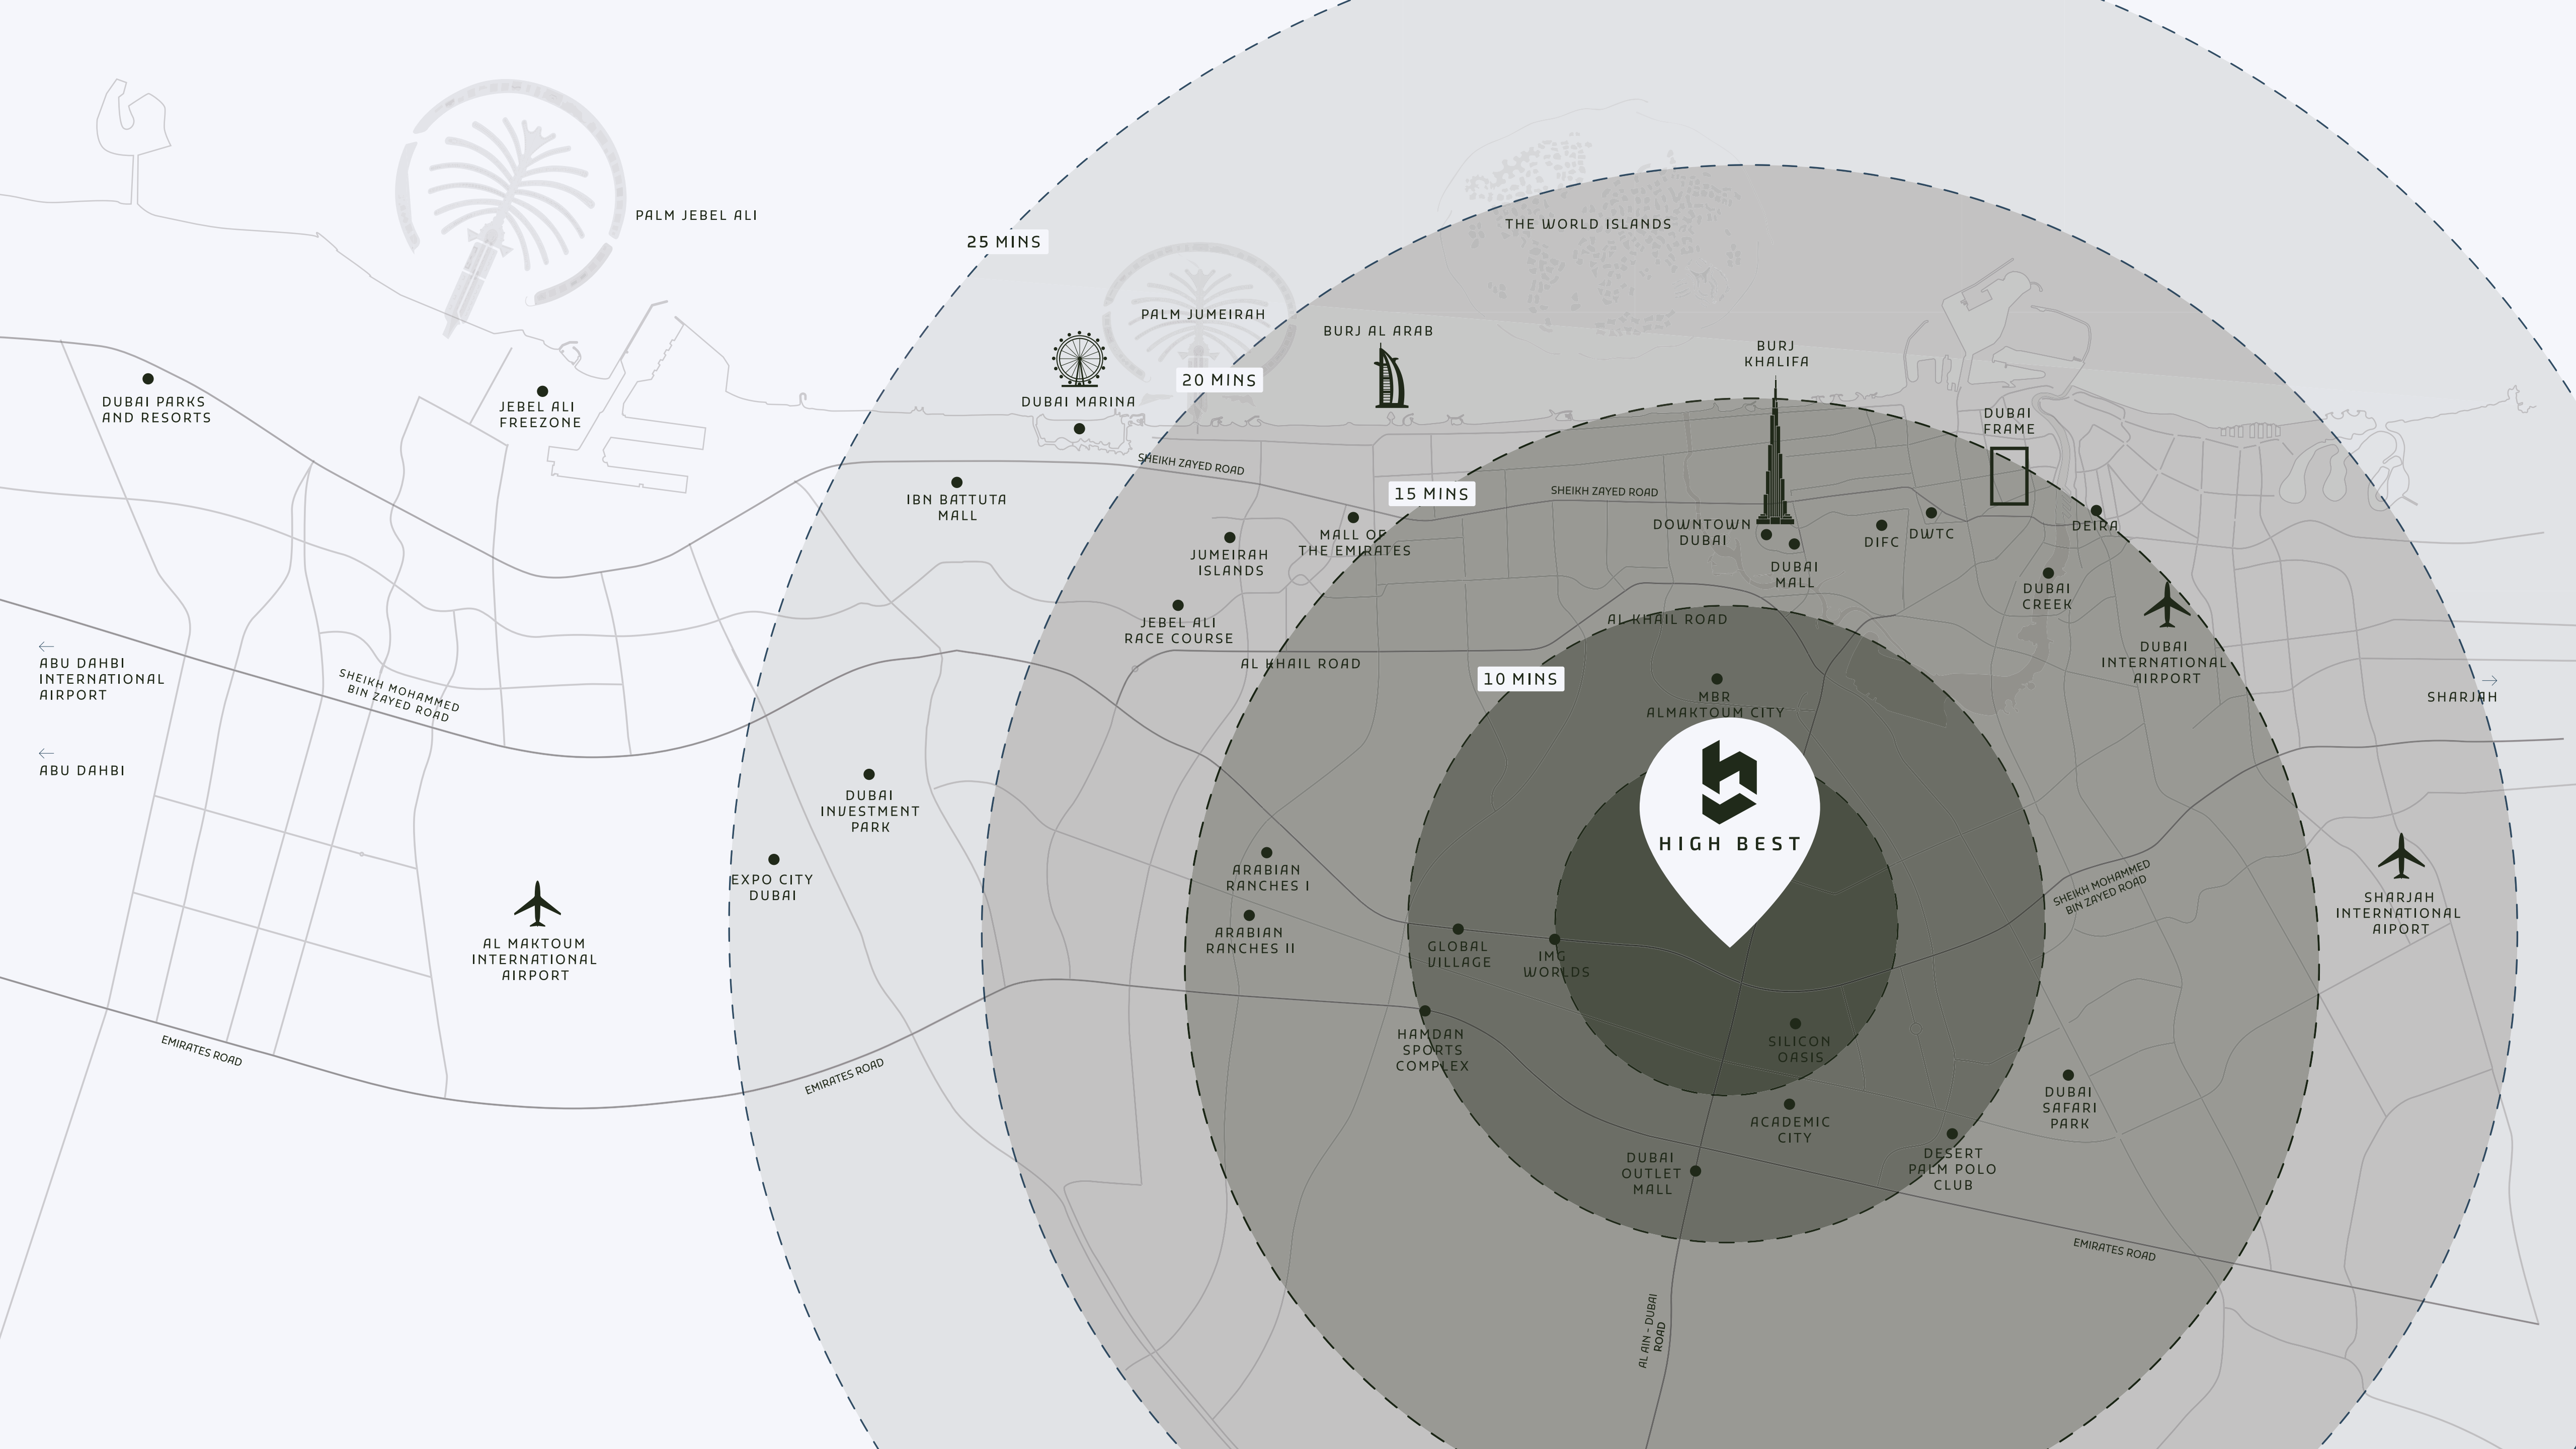 PALM JEBEL ALI
25 MINS
THE WORLD ISLANDS
PALM JUMEIRAH
BURJ AL ARAB
BURJ
KHALIFA
20 MINS
DUBAI MARINA
DUBAI PARKS
AND RESORTS
JEBEL ALI
FREEZONE
DUBAI
FRAME
SHEIKH ZAYED ROAD
IBN BATTUTA
MALL
15 MINS
SHEIKH ZAYED ROAD
DOWNTOWN
DUBAI
DIFC
DWTC
DEIRA
MALL OF
THE EMIRATES
JUMEIRAH
ISLANDS
DUBAI
MALL
DUBAI
CREEK
JEBEL ALI
RACE COURSE
AL KHAIL ROAD
AL KHAIL ROAD
10 MINS
DUBAI
INTERNATIONAL
AIRPORT
ABU DAHBI
INTERNATIONAL
AIRPORT
SHEIKH MOHAMMED
BIN ZAYED ROAD
MBR
ALMAKTOUM CITY
SHARJAH
ABU DAHBI
DUBAI
INVESTMENT
PARK
HIGH BEST
EXPO CITY
DUBAI
ARABIAN
RANCHES I
SHEIKH MOHAMMED
BIN ZAYED ROAD
SHARJAH
INTERNATIONAL
AIPORT
ARABIAN
RANCHES II
AL MAKTOUM
INTERNATIONAL
AIRPORT
GLOBAL
VILLAGE
IMG
WORLDS
HAMDAN
SPORTS
COMPLEX
SILICON
OASIS
EMIRATES ROAD
EMIRATES ROAD
DUBAI
SAFARI
PARK
ACADEMIC
CITY
DUBAI
OUTLET
MALL
DESERT
PALM POLO
CLUB
EMIRATES ROAD
AL AIN - DUBAI
ROAD